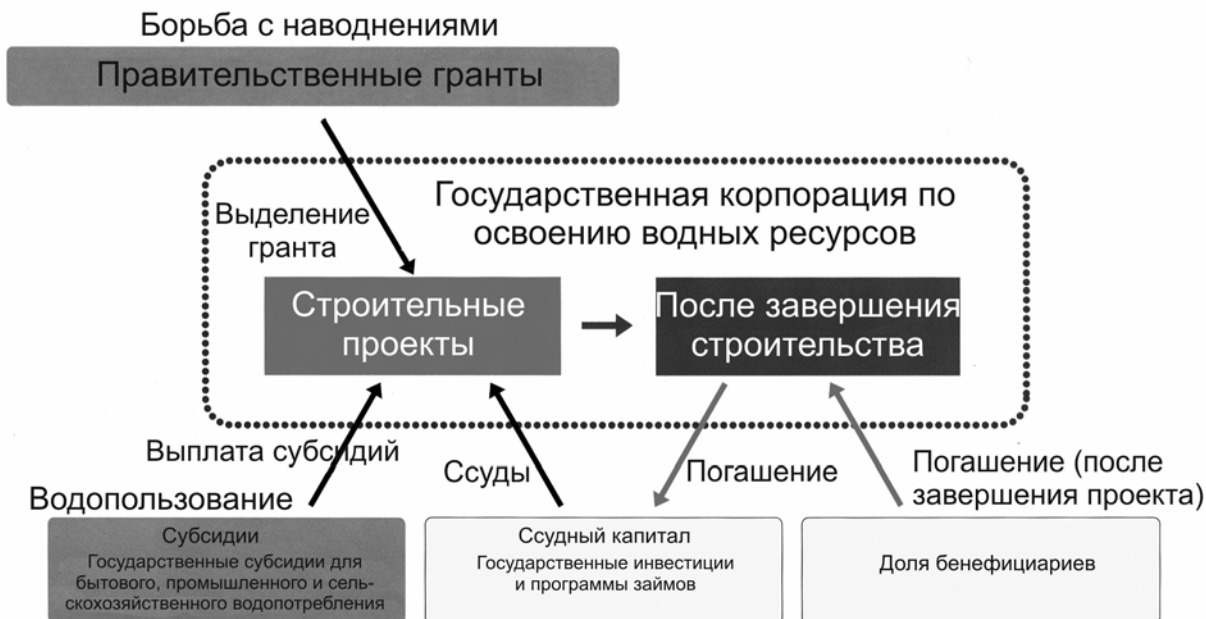 Борьба с наводнениями
Правительственные гранты
Государственная корпорация по
освоению водных ресурсов
Выделение
гранта
Строительные
проекты
После завершения
строительства
Выплата субсидий
Ссуды
Погашение
Погашение (после
завершения проекта)
Водопользование
Субсидии
Государственные субсидии для
бытового, промышленного и сель-
скохозяйственного водопотребления
Ссудный капитал
Государственные инвестиции
и программы займов
Доля бенефициариев